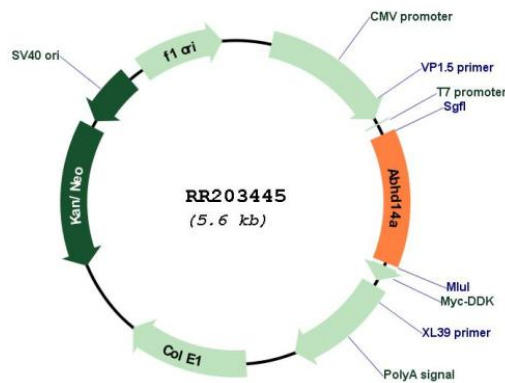 CMV promoter
VP1.5 primer
T7 promoter
SgfI
Abhd14a
MluI
Myc-DDK
XL39 primer
PolyA signal
Col E1
Kan/ Neo
SV40 ori
f1 ori
RR203445
(5.6 kb)